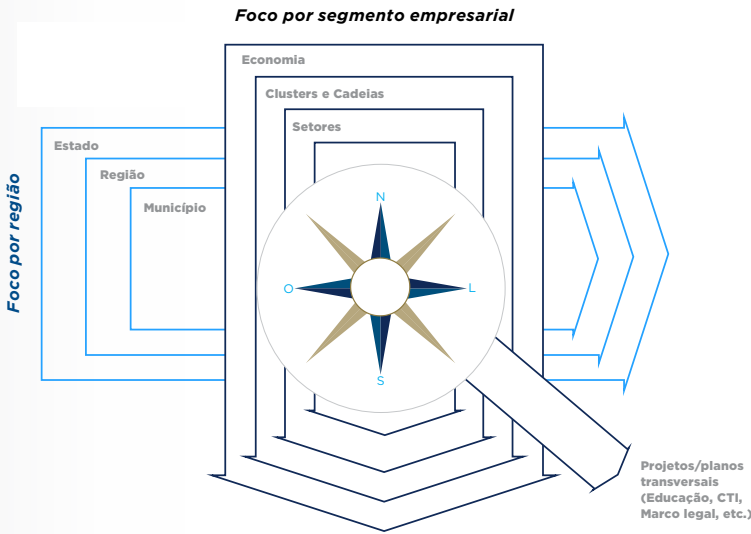 Foco por segmento empresarial
Economia
Clusters e Cadeias
Setores
Estado
Região
Município
Foco por região
N
O
L
S
Projetos/planos
transversais
(Educação, CTI,
Marco legal, etc.)